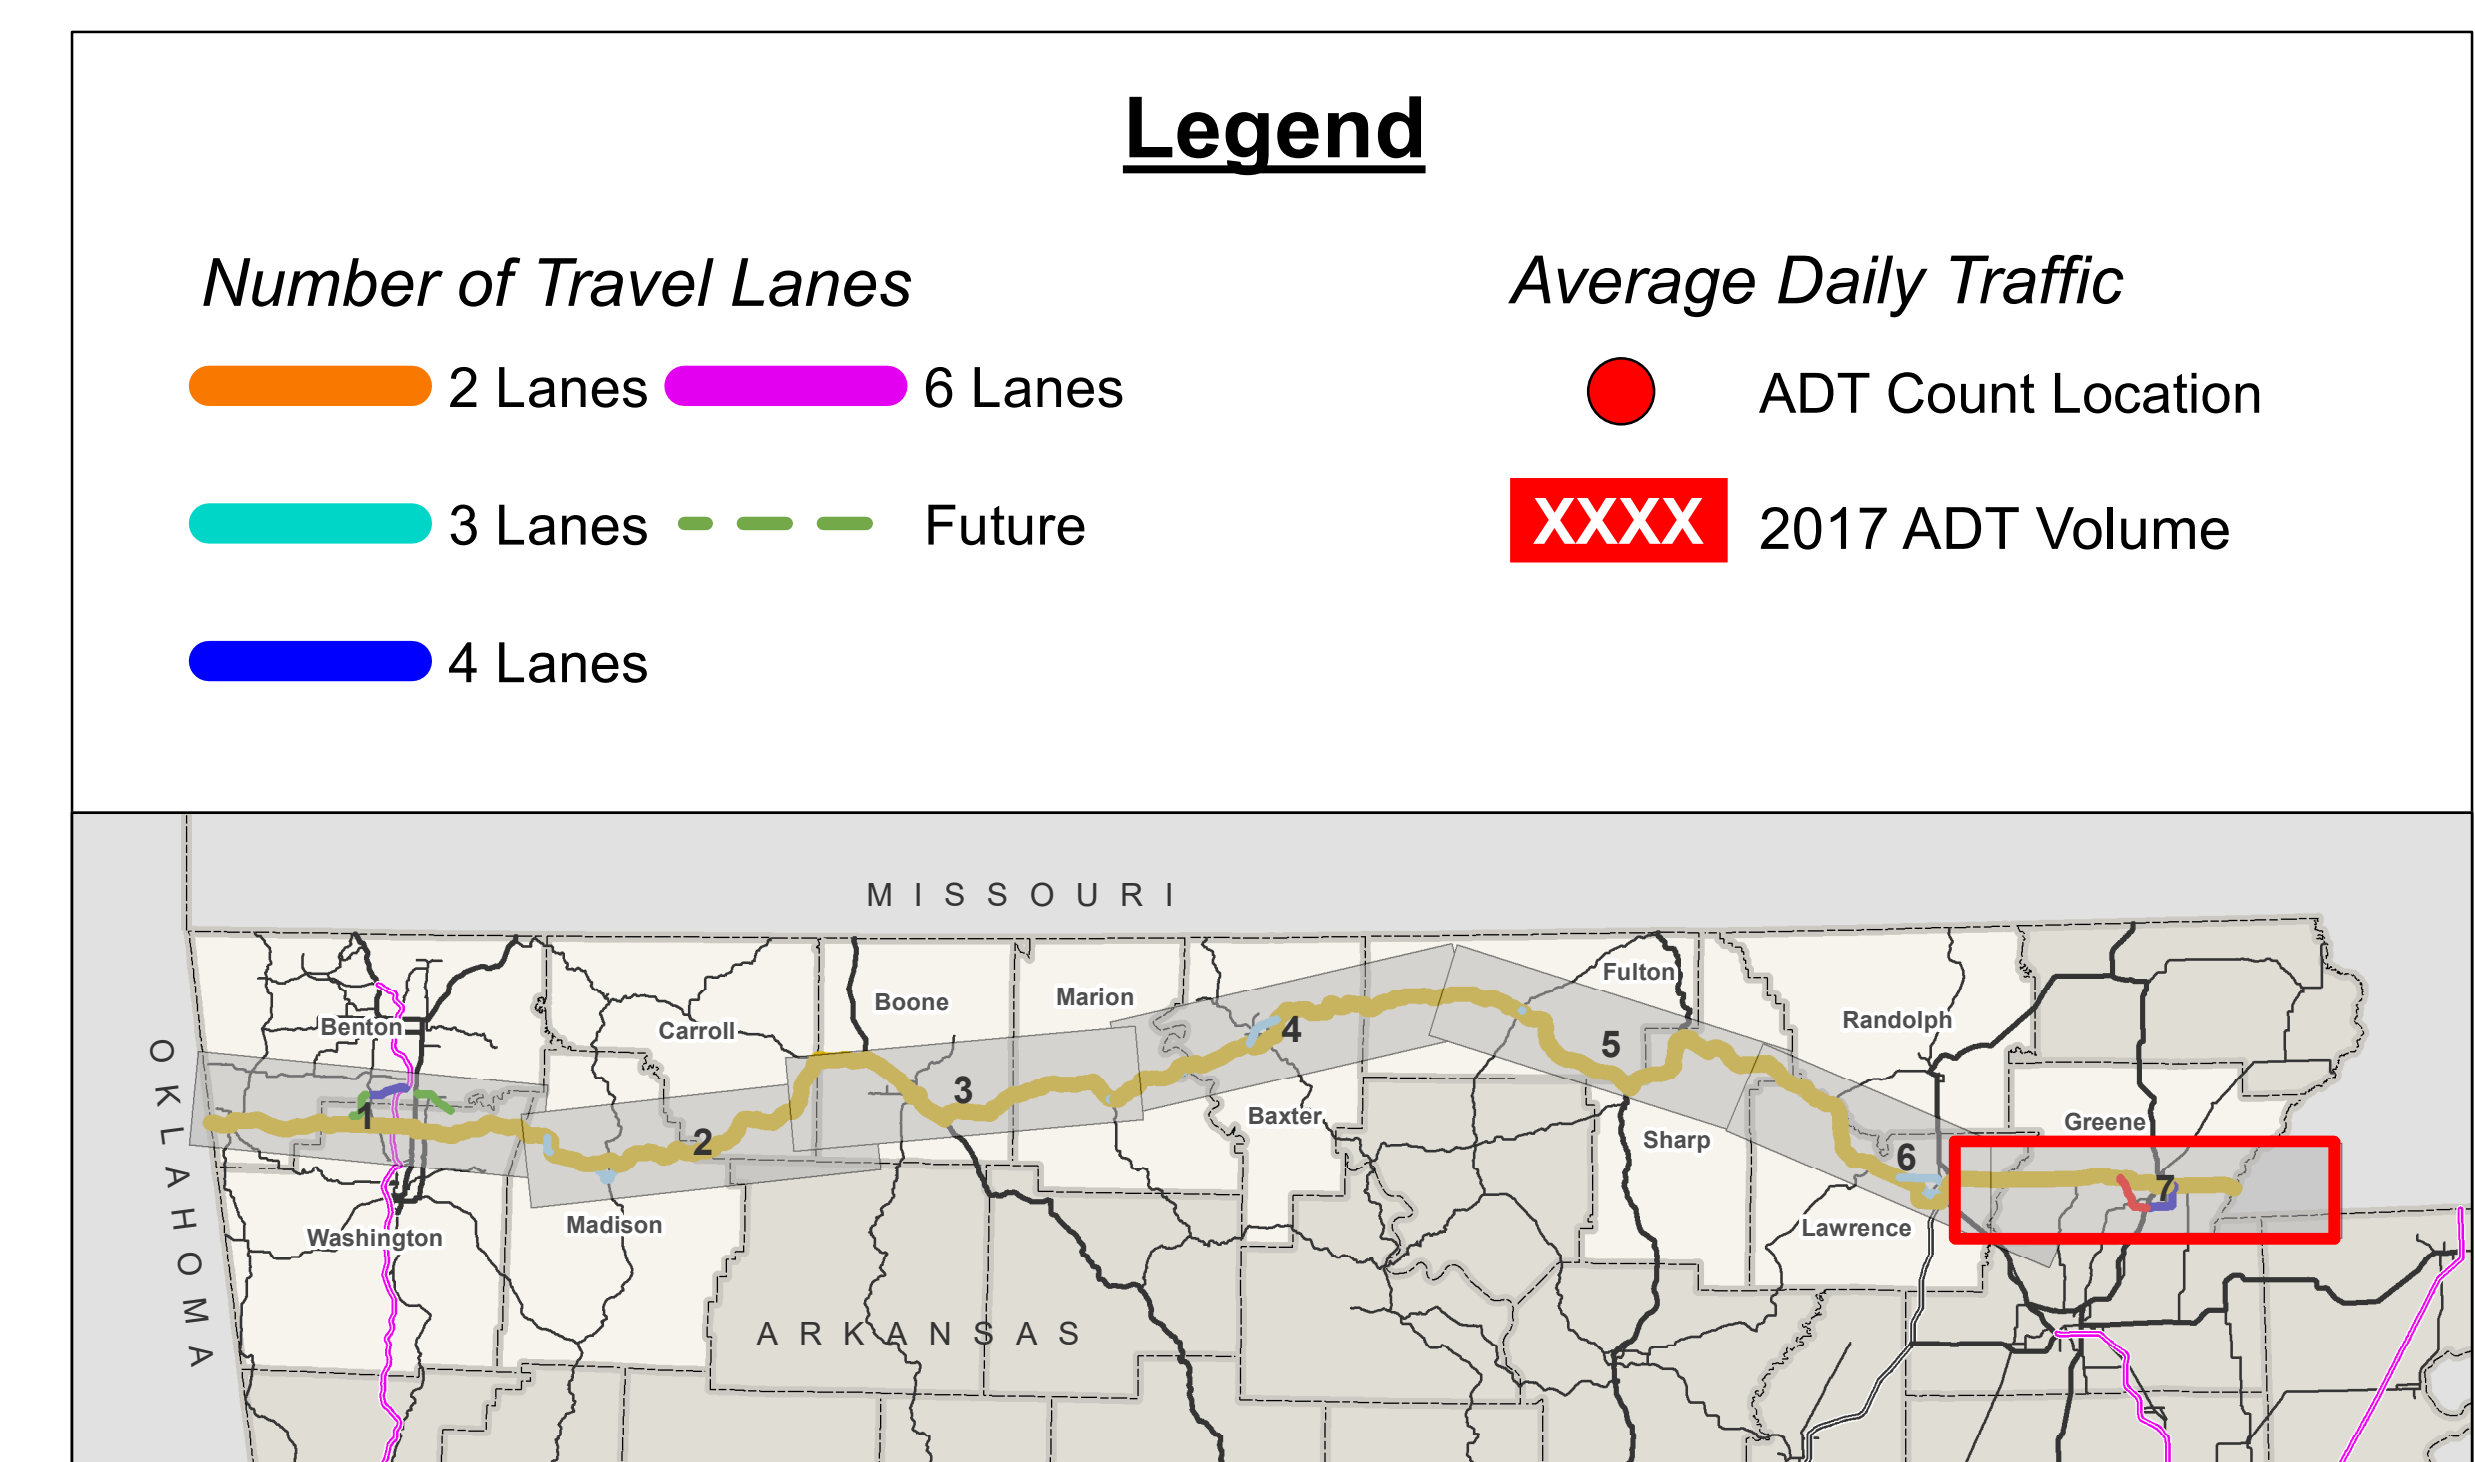 Legend
Number of Travel Lanes
Average Daily Traffic
2 Lanes
6 Lanes
ADT Count Location
3 Lanes
Future
XXXX
2017 ADT Volume
4 Lanes
MISSOURI
OKLAHOMA
ARKANSAS
Benton
Carroll
Boone
Marion
Fulton
Randolph
Greene
Baxter
Sharp
Lawrence
Washington
Madison
1
2
3
4
5
6
7